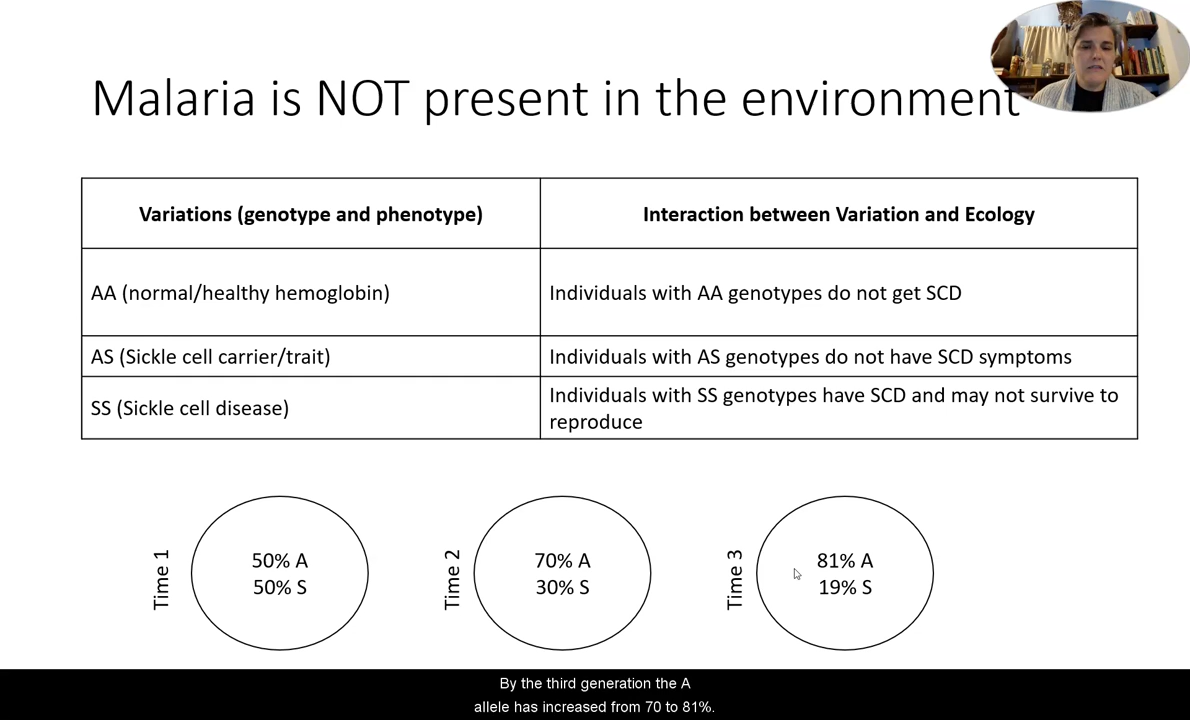 Malaria is NOT present in the environment
Variations (genotype and phenotype)
Interaction between Variation and Ecology
AA (normal/healthy hemoglobin)
Individuals with AA genotypes do not get SCD
AS (Sickle cell carrier/trait)
Individuals with AS genotypes do not have SCD symptoms
SS (Sickle cell disease)
Individuals with SS genotypes have SCD and may not survive to
reproduce
Time 1
50% A
50% S
Time 2
70% A
30% S
Time 3
81% A
19% S
By the third generation the A
allele has increased from 70 to 81%.